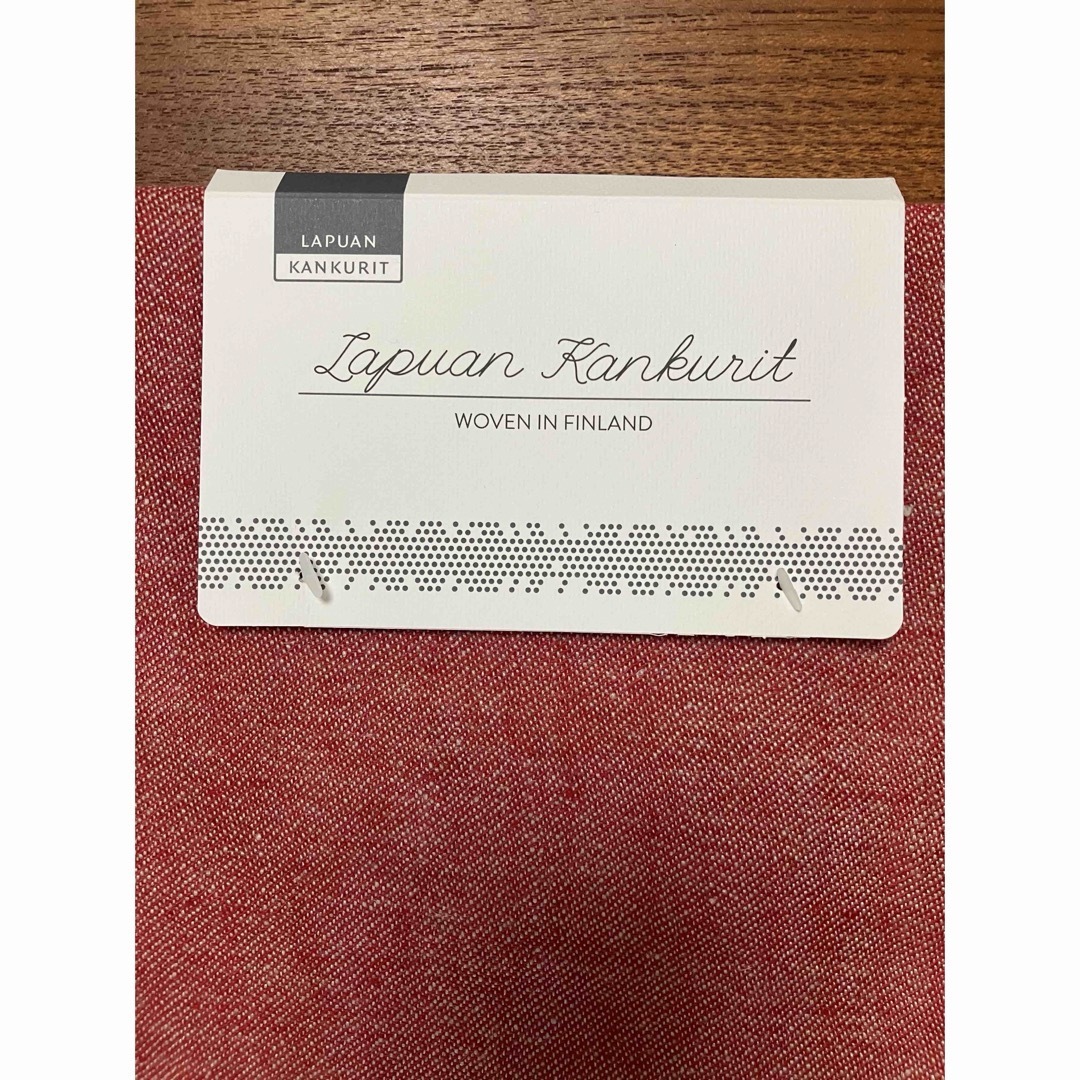 LAPUAN
KANKURIT
Lapuan Kankurit
WOVEN IN FINLAND